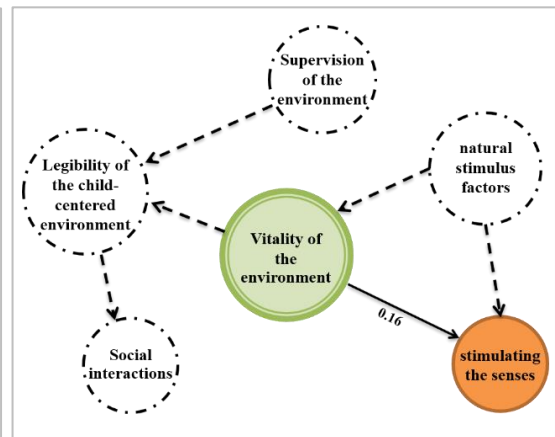 Supervision
of the
environment
natural
stimulus
factors
Legibility of
the child-
centered
environment
Vitality of
the
environment
0.16
Social
interactions
stimulating
the senses